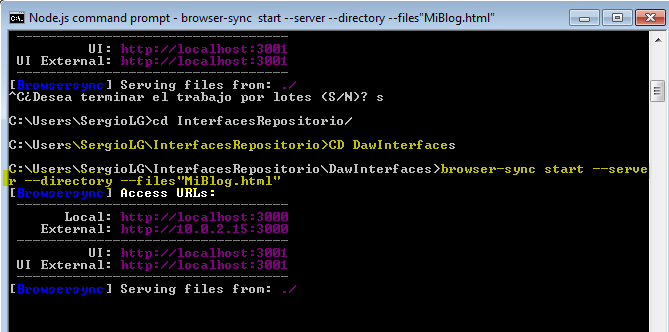 Node.js command prompt - browser-sync start --server --directory --files"MiBlog.html"
------------------------------------
UI: http://localhost:3001
UI External: http://localhost:3001
------------------------------------
[Browsersync] Serving files from: ./
^C¿Desea terminar el trabajo por lotes (S/N)? s
C:\Users\SergioLG>cd InterfacesRepositorio/
C:\Users\SergioLG\InterfacesRepositorio>CD DawInterfaces
C:\Users\SergioLG\InterfacesRepositorio\DawInterfaces>browser-sync start --serve
r --directory --files"MiBlog.html"
[Browsersync] Access URLs:
------------------------------------
Local: http://localhost:3000
External: http://10.0.2.15:3000
------------------------------------
UI: http://localhost:3001
UI External: http://localhost:3001
------------------------------------
[Browsersync] Serving files from: ./